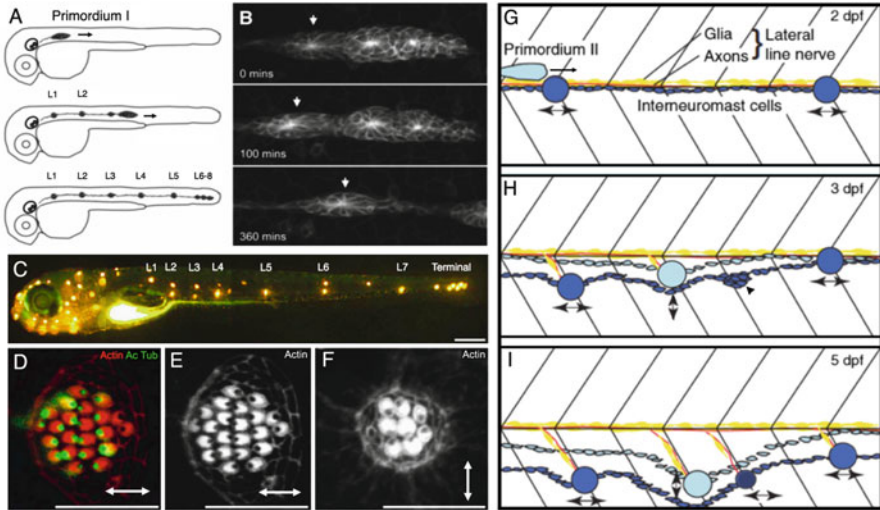 A
Primordium I
L1 L2
L1 L2 L3 L4 L5 L6-8
B
0 mins
100 mins
360 mins
C
L1 L2 L3 L4 L5 L6 L7 Terminal
D
Actin Ac Tub
E
Actin
F
Actin
G
2 dpf
Primordium II
Glia
Axons
} Lateral
line nerve
Interneuromast cells
H
3 dpf
I
5 dpf